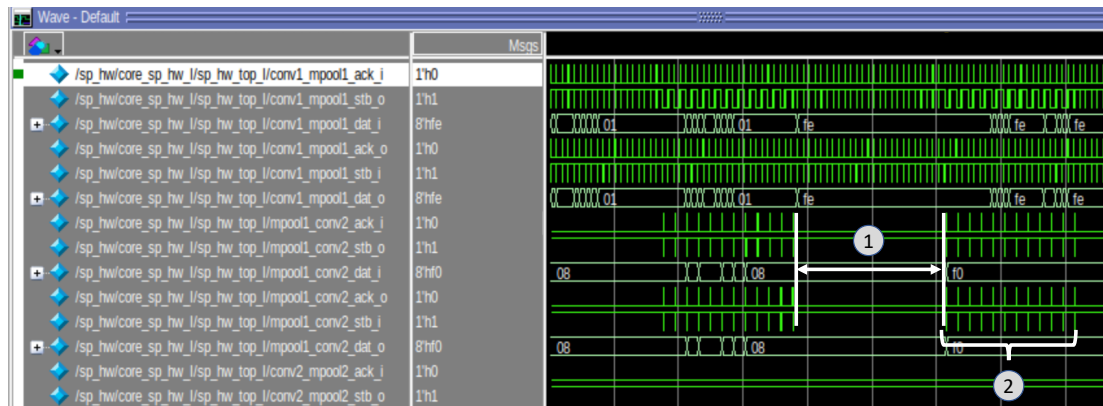 Wave - Default
Msgs
/sp_hw/core_sp_hw_I/sp_hw_top_I/conv1_mpool1_ack_i 1'h0
/sp_hw/core_sp_hw_I/sp_hw_top_I/conv1_mpool1_stb_o 1'h1
/sp_hw/core_sp_hw_I/sp_hw_top_I/conv1_mpool1_dat_i 8'hfe 01 01 fe fe fe
/sp_hw/core_sp_hw_I/sp_hw_top_I/conv1_mpool1_ack_o 1'h0
/sp_hw/core_sp_hw_I/sp_hw_top_I/conv1_mpool1_stb_i 1'h1
/sp_hw/core_sp_hw_I/sp_hw_top_I/conv1_mpool1_dat_o 8'hfe 01 01 fe fe fe
/sp_hw/core_sp_hw_I/sp_hw_top_I/mpool1_conv2_ack_i 1'h0
1
/sp_hw/core_sp_hw_I/sp_hw_top_I/mpool1_conv2_stb_o 1'h1
/sp_hw/core_sp_hw_I/sp_hw_top_I/mpool1_conv2_dat_i 8'hf0 08 08 f0
/sp_hw/core_sp_hw_I/sp_hw_top_I/mpool1_conv2_ack_o 1'h0
/sp_hw/core_sp_hw_I/sp_hw_top_I/mpool1_conv2_stb_i 1'h1
/sp_hw/core_sp_hw_I/sp_hw_top_I/mpool1_conv2_dat_o 8'hf0 08 08 f0
/sp_hw/core_sp_hw_I/sp_hw_top_I/conv2_mpool2_ack_i 1'h0
2
/sp_hw/core_sp_hw_I/sp_hw_top_I/conv2_mpool2_stb_o 1'h1